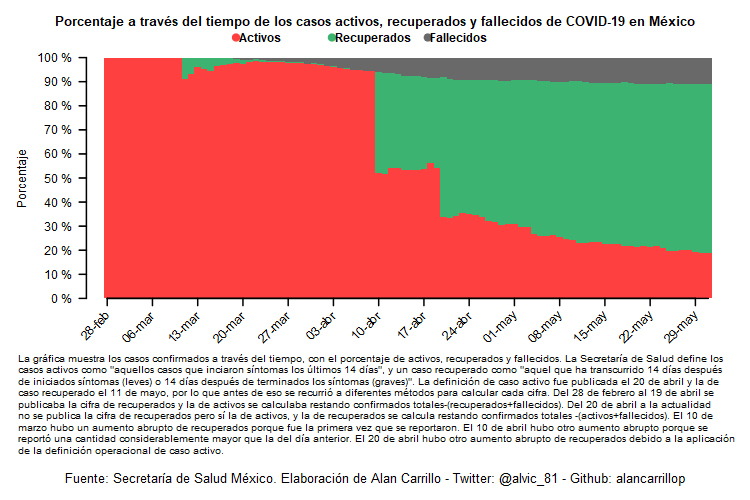 Porcentaje a través del tiempo de los casos activos, recuperados y fallecidos de COVID-19 en México
Activos Recuperados Fallecidos
100 %
90 %
80 %
70 %
60 %
50 %
40 %
30 %
20 %
10 %
0 %
Porcentaje
28-feb 06-mar 13-mar 20-mar 27-mar 03-abr 10-abr 17-abr 24-abr 01-may 08-may 15-may 22-may 29-may
La gráfica muestra los casos confirmados a través del tiempo, con el porcentaje de activos, recuperados y fallecidos. La Secretaría de Salud define los
casos activos como "aquellos casos que inciaron síntomas los últimos 14 días", y un caso recuperado como "aquel que ha transcurrido 14 días después
de iniciados síntomas (leves) o 14 días después de terminados los síntomas (graves)". La definición de caso activo fue publicada el 20 de abril y la de
caso recuperado el 11 de mayo, por lo que antes de eso se recurrió a diferentes métodos para calcular cada cifra. Del 28 de febrero al 19 de abril se
publicaba la cifra de recuperados y la de activos se calculaba restando confirmados totales-(recuperados+fallecidos). Del 20 de abril a la actualidad
no se publica la cifra de recuperados pero sí la de activos, y la de recuperados se calcula restando confirmados totales -(activos+fallecidos). El 10 de
marzo hubo un aumento abrupto de recuperados porque fue la primera vez que se reportaron. El 10 de abril hubo otro aumento abrupto porque se
reportó una cantidad considerablemente mayor que la del día anterior. El 20 de abril hubo otro aumento abrupto de recuperados debido a la aplicación
de la definición operacional de caso activo.
Fuente: Secretaría de Salud México. Elaboración de Alan Carrillo - Twitter: @alvic_81 - Github: alancarrillop